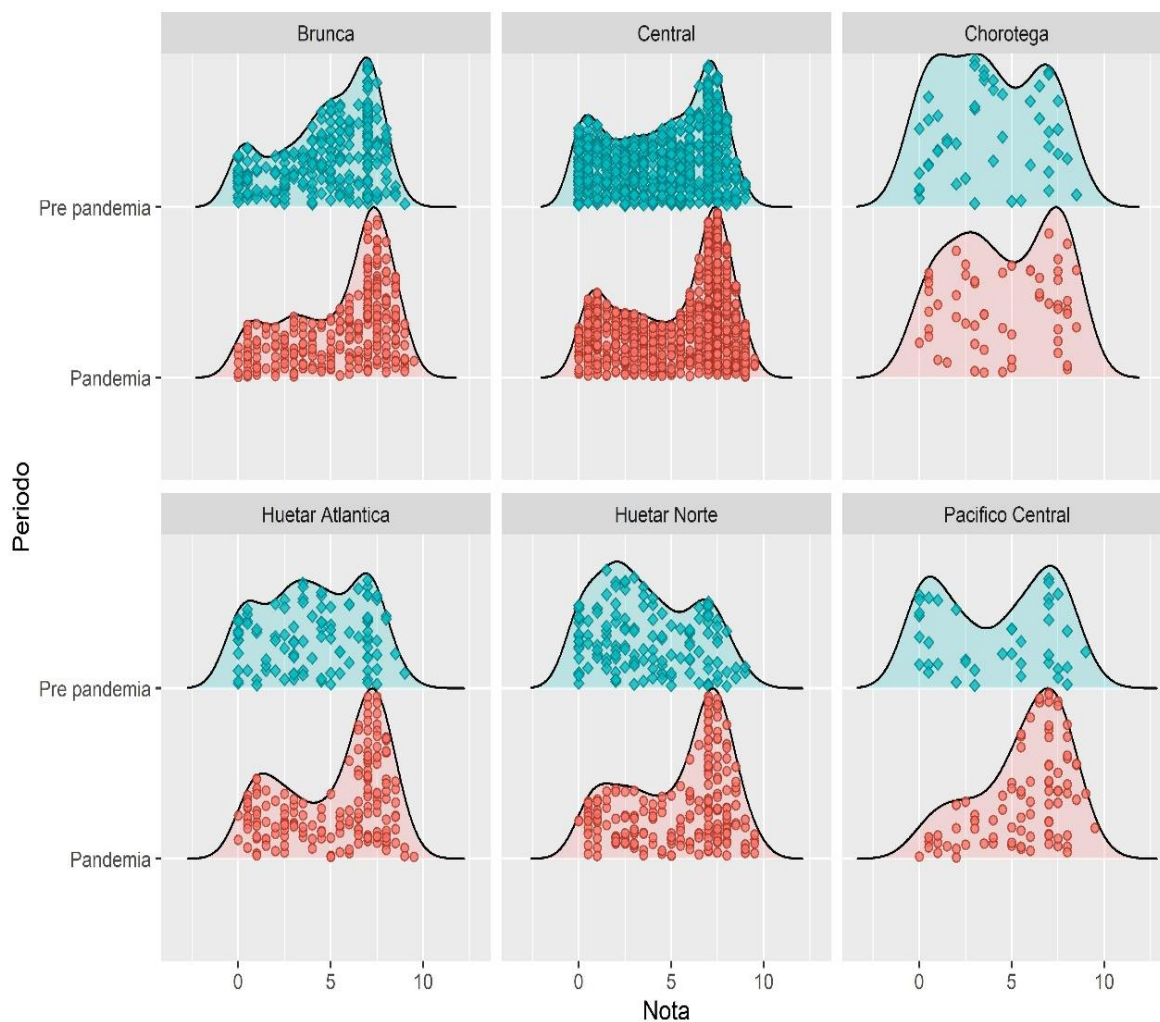 Brunca
Central
Chorotega
Pre pandemia
Pandemia
Periodo
Huetar Atlantica
Huetar Norte
Pacifico Central
Pre pandemia
Pandemia
0 5 10
0 5 10
0 5 10
Nota